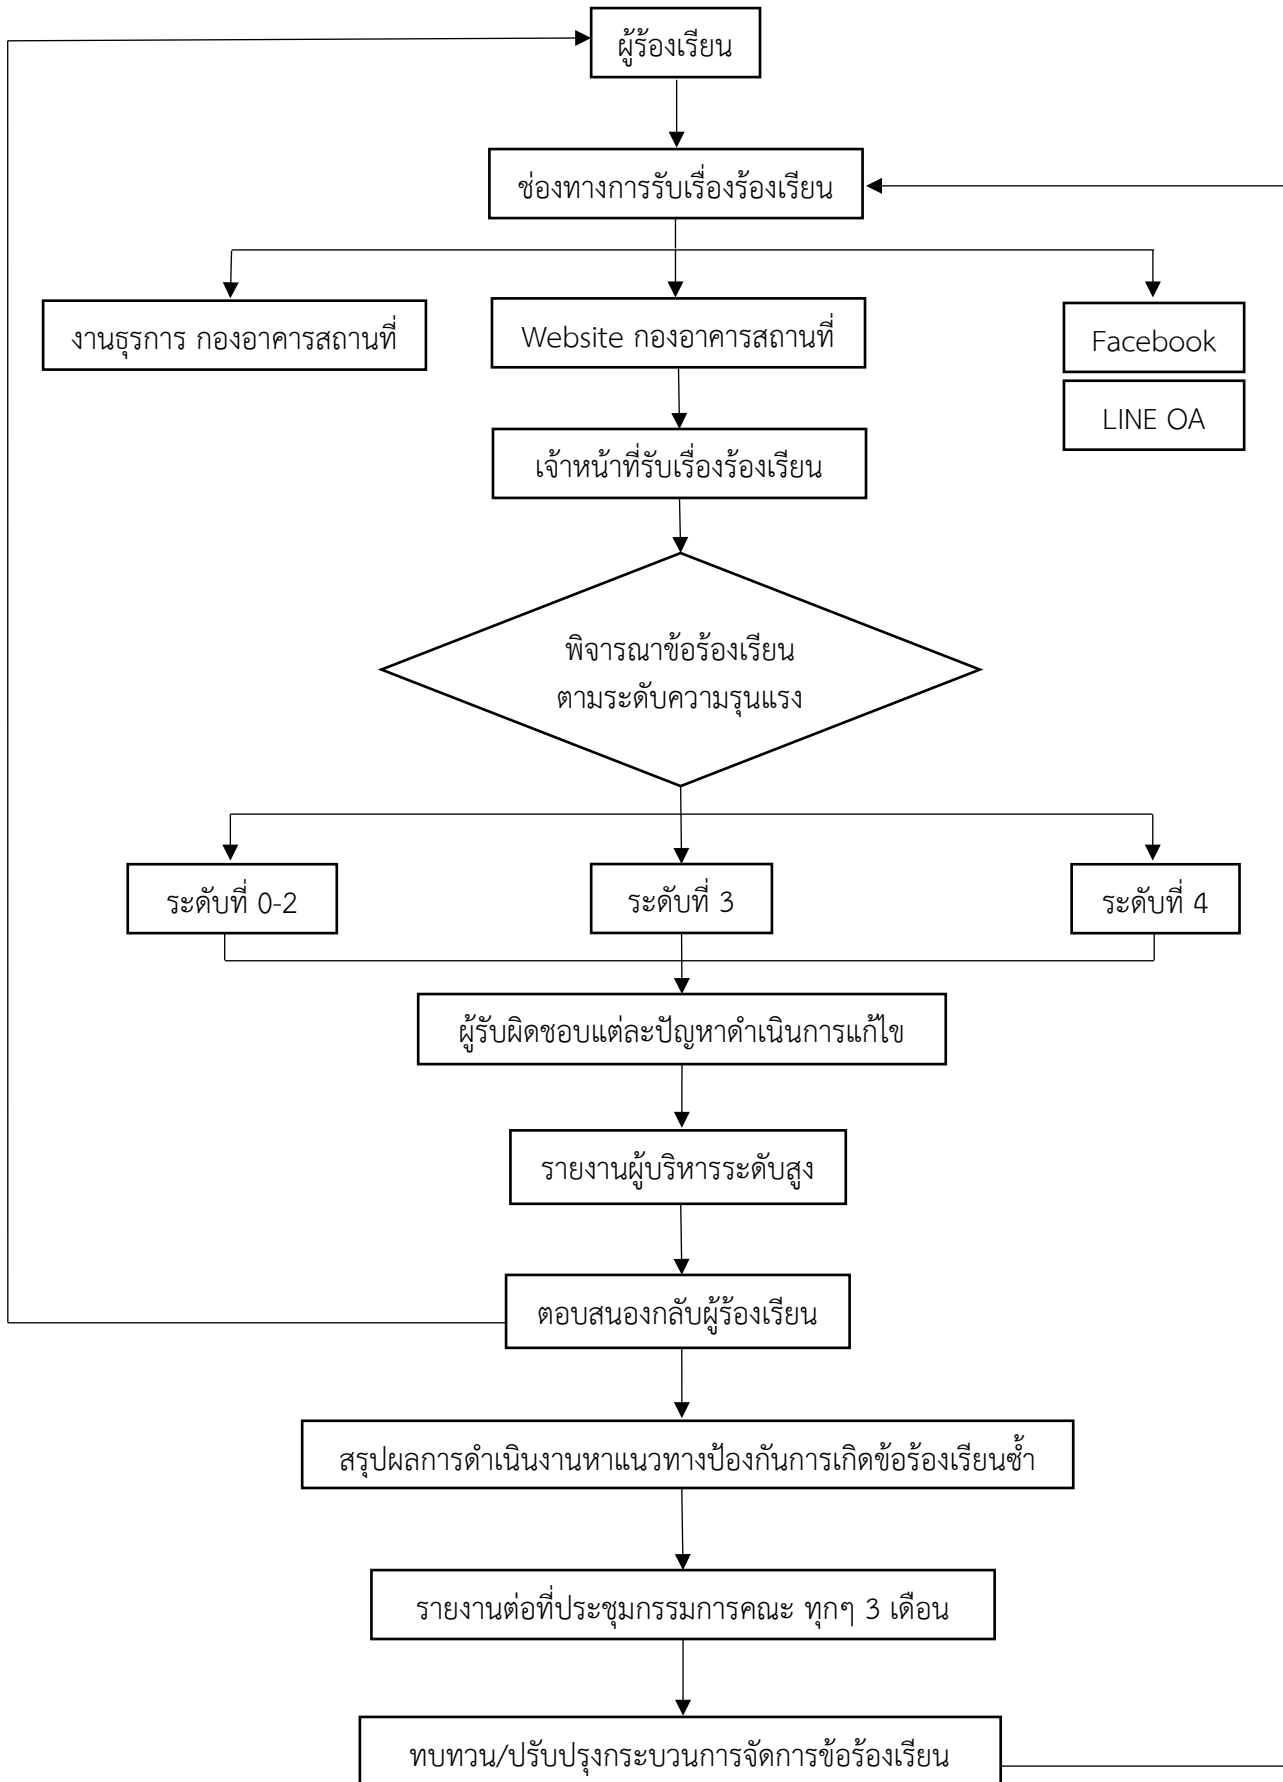 ผู้ร้องเรียน
ช่องทางการรับเรื่องร้องเรียน
งานธุรการ กองอาคารสถานที่
Website กองอาคารสถานที่
Facebook
LINE OA
เจ้าหน้าที่รับเรื่องร้องเรียน
พิจารณาข้อร้องเรียน
ตามระดับความรุนแรง
ระดับที่ 0-2
ระดับที่ 3
ระดับที่ 4
ผู้รับผิดชอบแต่ละปัญหาดำเนินการแก้ไข
รายงานผู้บริหารระดับสูง
ตอบสนองกลับผู้ร้องเรียน
สรุปผลการดำเนินงานหาแนวทางป้องกันการเกิดข้อร้องเรียนซ้ำ
รายงานต่อที่ประชุมกรรมการคณะ ทุกๆ 3 เดือน
ทบทวน/ปรับปรุงกระบวนการจัดการข้อร้องเรียน